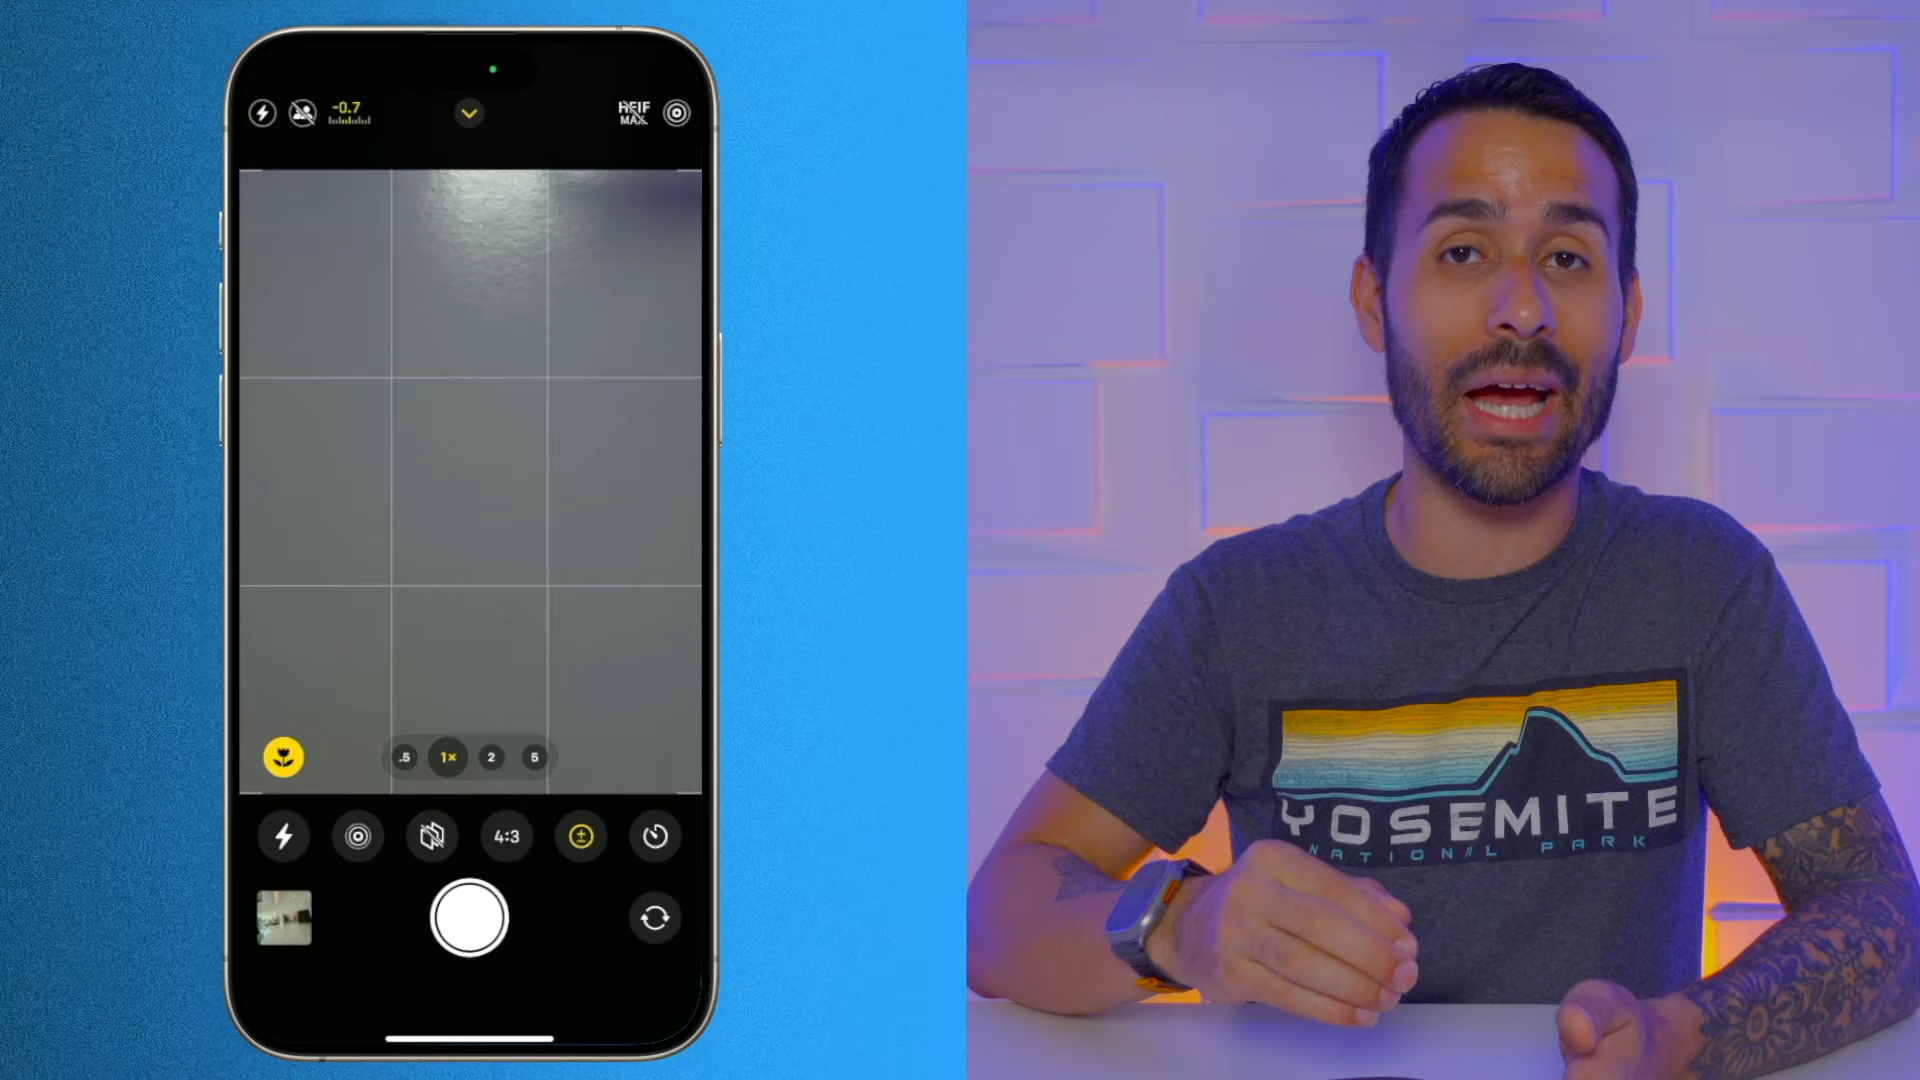 -0.7
HEIF
MAX
.5 1× 2 5
4:3
YOSEMITE
NATIONAL PARK